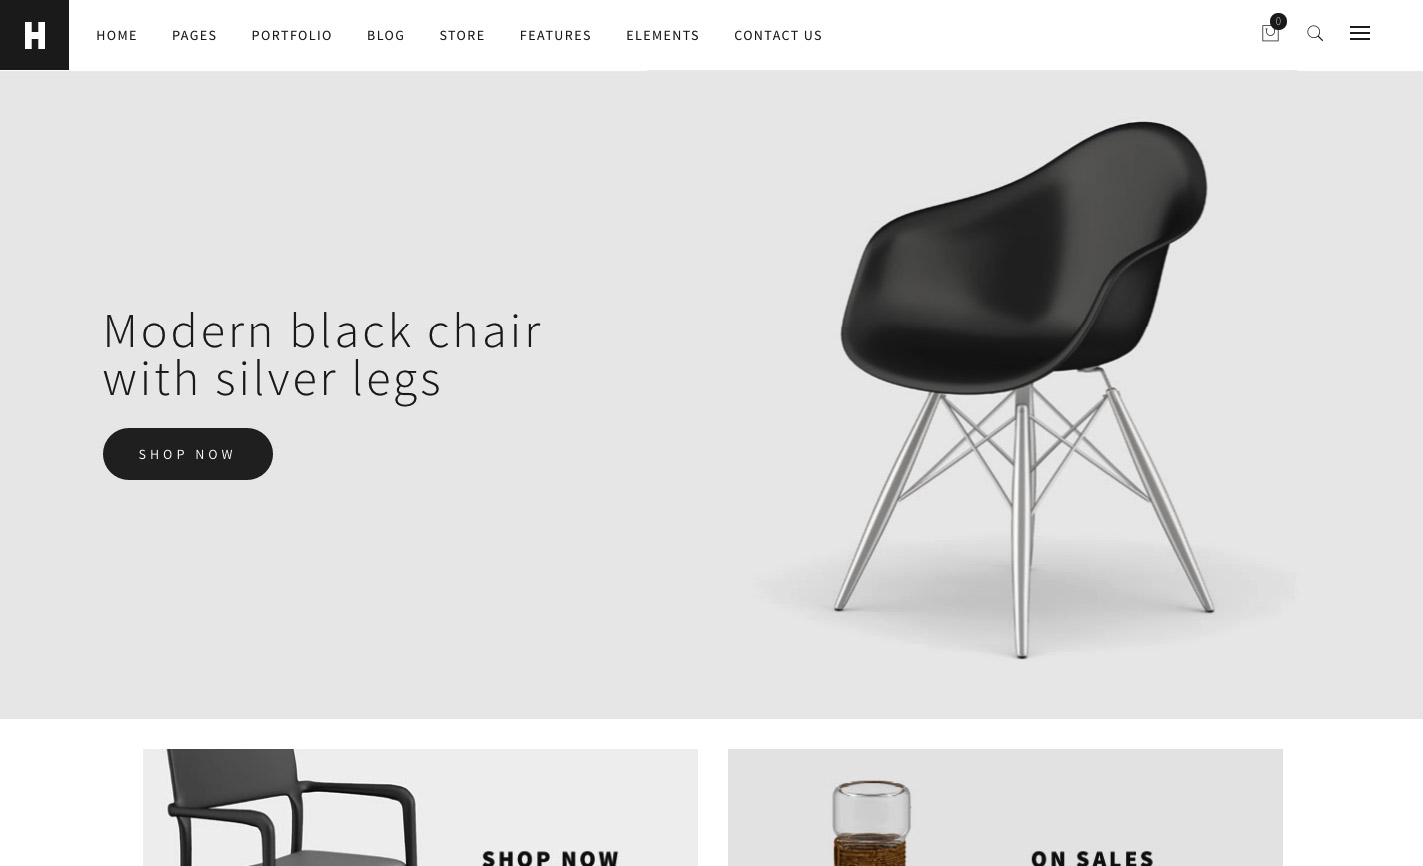 H
HOME PAGES PORTFOLIO BLOG STORE FEATURES ELEMENTS CONTACT US
0
Modern black chair
with silver legs
SHOP NOW
SHOP NOW
ON SALES